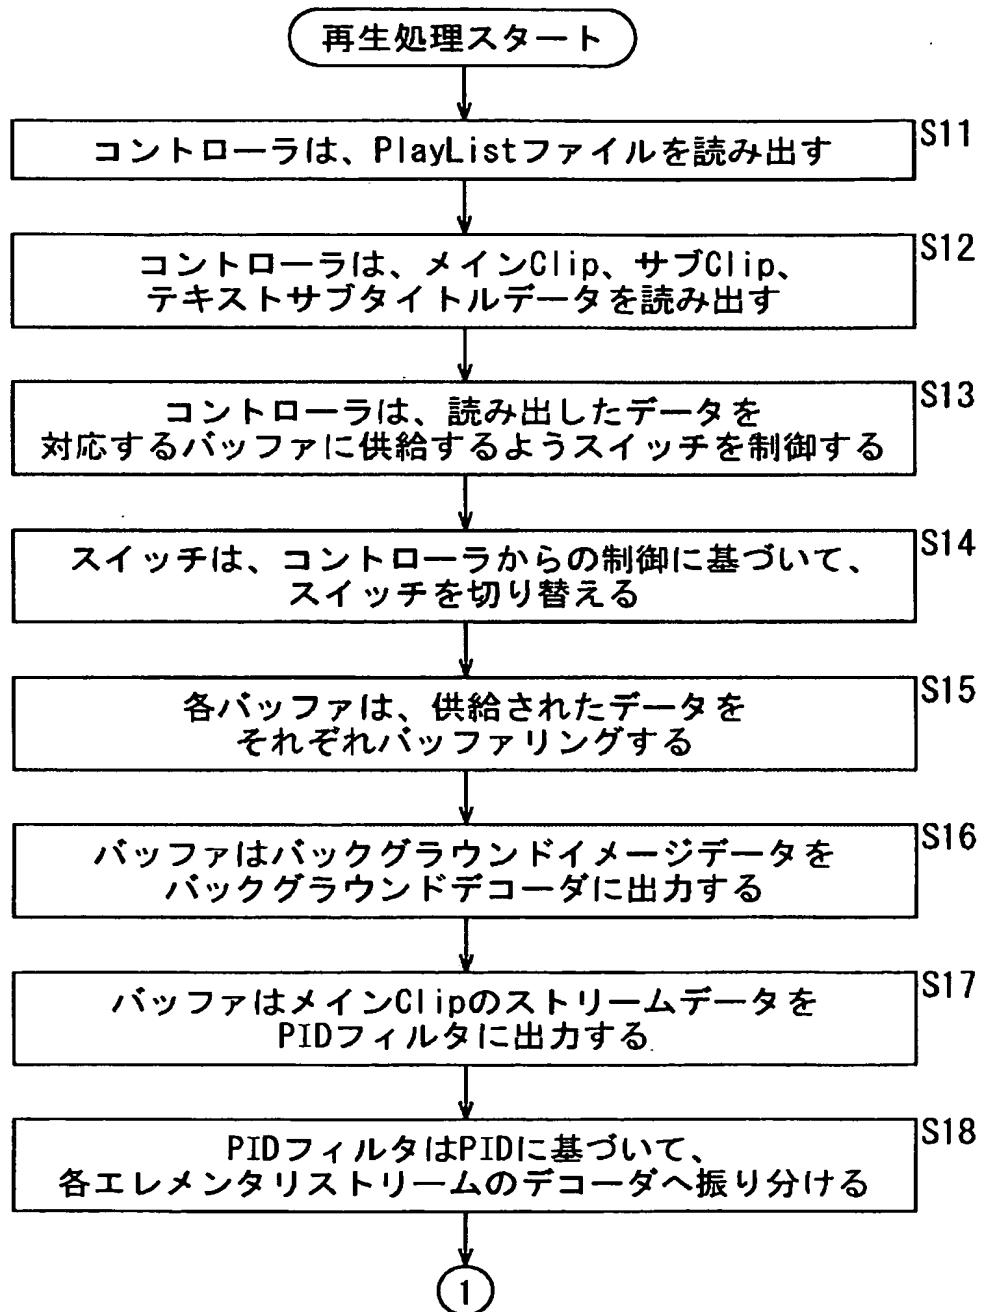 再生処理スタート
S11
コントローラは、PlayListファイルを読み出す
S12
コントローラは、メインClip、サブClip、
テキストサブタイトルデータを読み出す
S13
コントローラは、読み出したデータを
対応するバッファに供給するようスイッチを制御する
S14
スイッチは、コントローラからの制御に基づいて、
スイッチを切り替える
S15
各バッファは、供給されたデータを
それぞれバッファリングする
S16
バッファはバックグラウンドイメージデータを
バックグラウンドデコーダに出力する
S17
バッファはメインClipのストリームデータを
PIDフィルタに出力する
S18
PIDフィルタはPIDに基づいて、
各エレメンタリストリームのデコーダへ振り分ける
1